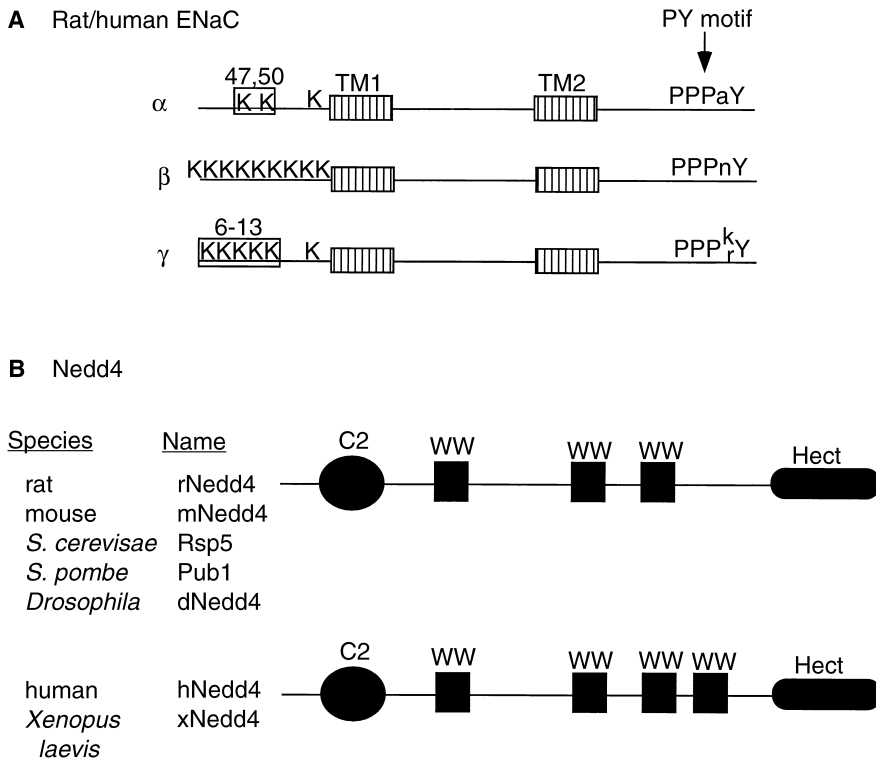 A Rat/human ENaC
PY motif
47,50
TM1
TM2
α
K K
K
PPPaY
β
KKKKKKKKK
PPPnY
6-13
γ
KKKKK
K
PPPkrY
B Nedd4
Species Name
C2
WW
WW
WW
Hect
rat rNedd4
mouse mNedd4
S. cerevisae Rsp5
S. pombe Pub1
Drosophila dNedd4
C2
WW
WW
WW
WW
Hect
human hNedd4
Xenopus xNedd4
laevis